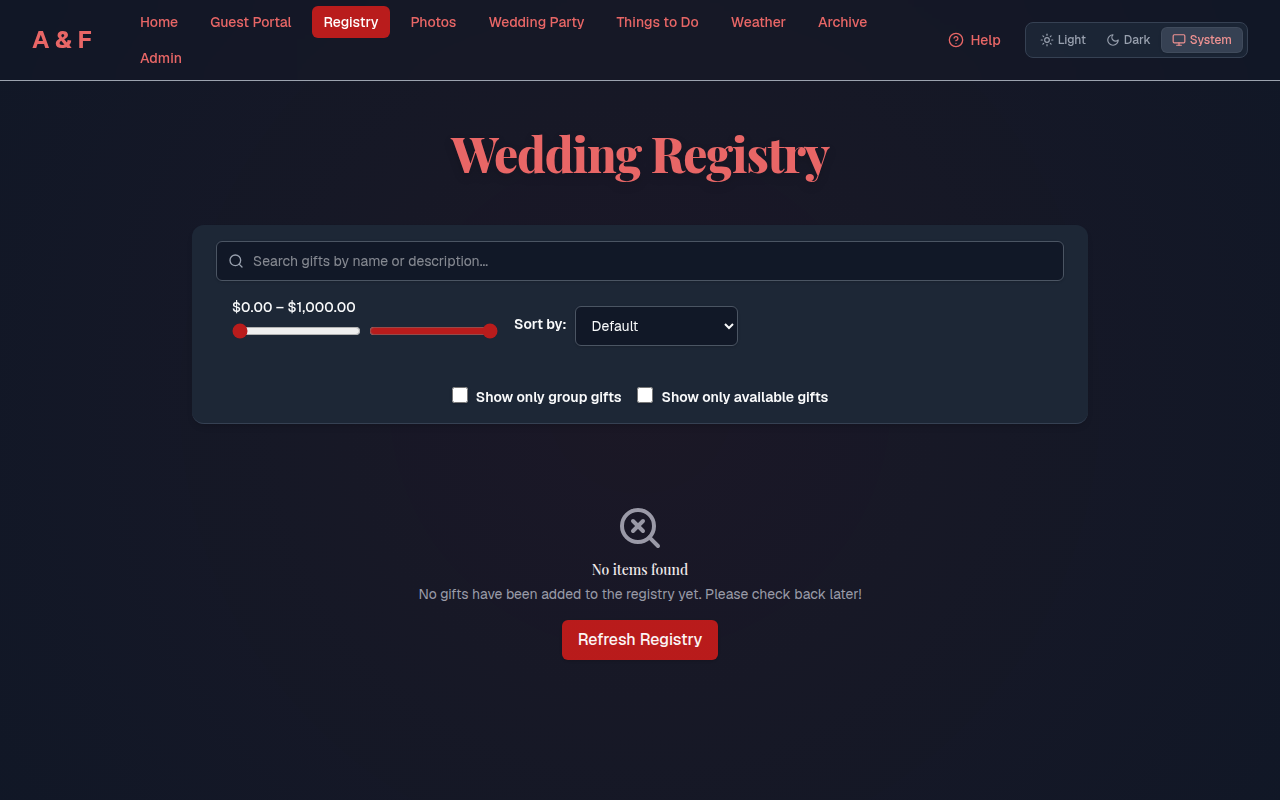 A & F
Home Guest Portal Registry Photos Wedding Party Things to Do Weather Archive
Admin
Help
Light Dark System
Wedding Registry
Search gifts by name or description...
$0.00 – $1,000.00
Sort by: Default
Show only group gifts Show only available gifts
No items found
No gifts have been added to the registry yet. Please check back later!
Refresh Registry